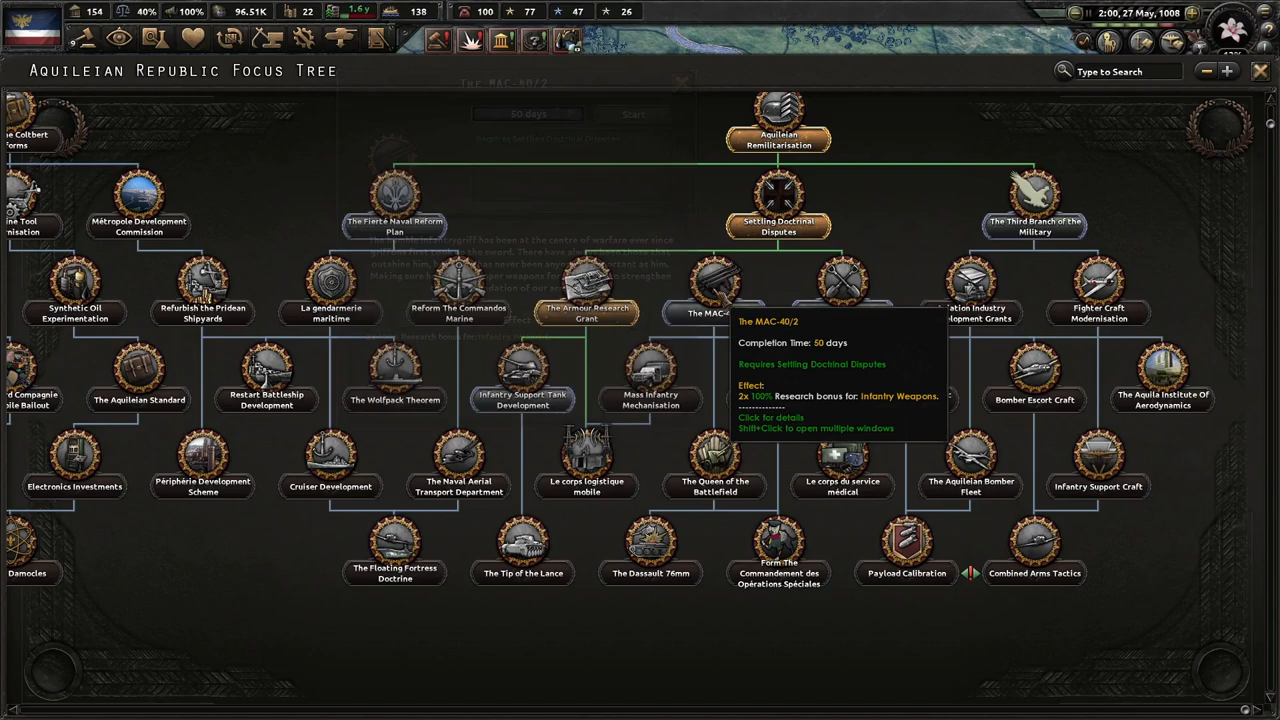 154
40%
100%
96.51K
22
1.6 y
138
100
77
47
26
2:00, 27 May, 1008
9
Aquileian Republic Focus Tree
Type to Search
The MAC-40/2
50 days
Start
Aquileian
Remilitarisation
Métropole Development
Commission
The Fierté Naval Reform
Plan
Settling Doctrinal
Disputes
The Third Branch of the
Military
Synthetic Oil
Experimentation
Refurbish the Pridean
Shipyards
La gendarmerie
maritime
Reform The Commandos
Marine
The Armour Research
Grant
The MAC-4
Fighter Craft
Modernisation
The MAC-40/2
Completion Time: 50 days
Requires Settling Doctrinal Disputes
Effect:
2x 100% Research bonus for: Infantry Weapons.
--------------
Click for details
Shift+Click to open multiple windows
The Aquileian Standard
Restart Battleship
Development
The Wolfpack Theorem
Infantry Support Tank
Development
Mass Infantry
Mechanisation
Bomber Escort Craft
The Aquila Institute Of
Aerodynamics
Electronics Investments
Périphérie Development
Scheme
Cruiser Development
The Naval Aerial
Transport Department
Le corps logistique
mobile
The Queen of the
Battlefield
Le corps du service
médical
The Aquileian Bomber
Fleet
Infantry Support Craft
Damocles
The Floating Fortress
Doctrine
The Tip of the Lance
The Dassault 76mm
Form The
Commandement des
Opérations Spéciales
Payload Calibration
Combined Arms Tactics